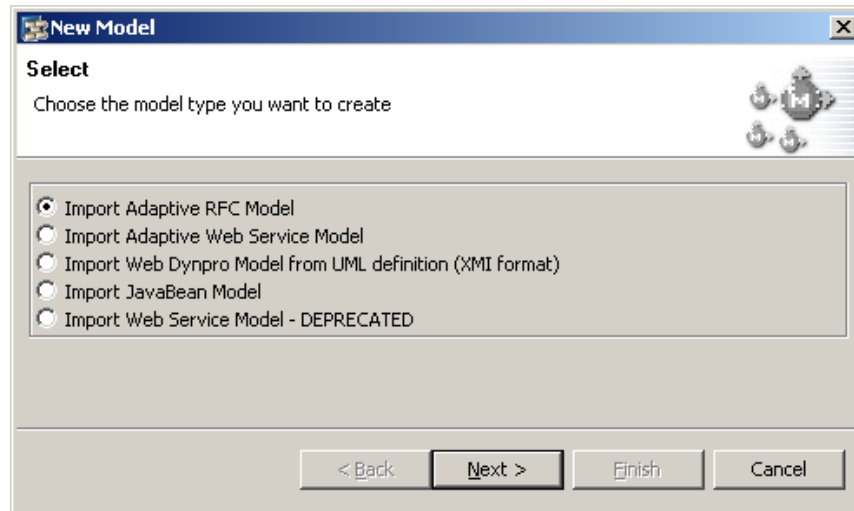 New Model
Select
Choose the model type you want to create
M
M
M
M
Import Adaptive RFC Model
Import Adaptive Web Service Model
Import Web Dynpro Model from UML definition (XMI format)
Import JavaBean Model
Import Web Service Model - DEPRECATED
< Back
Next >
Finish
Cancel